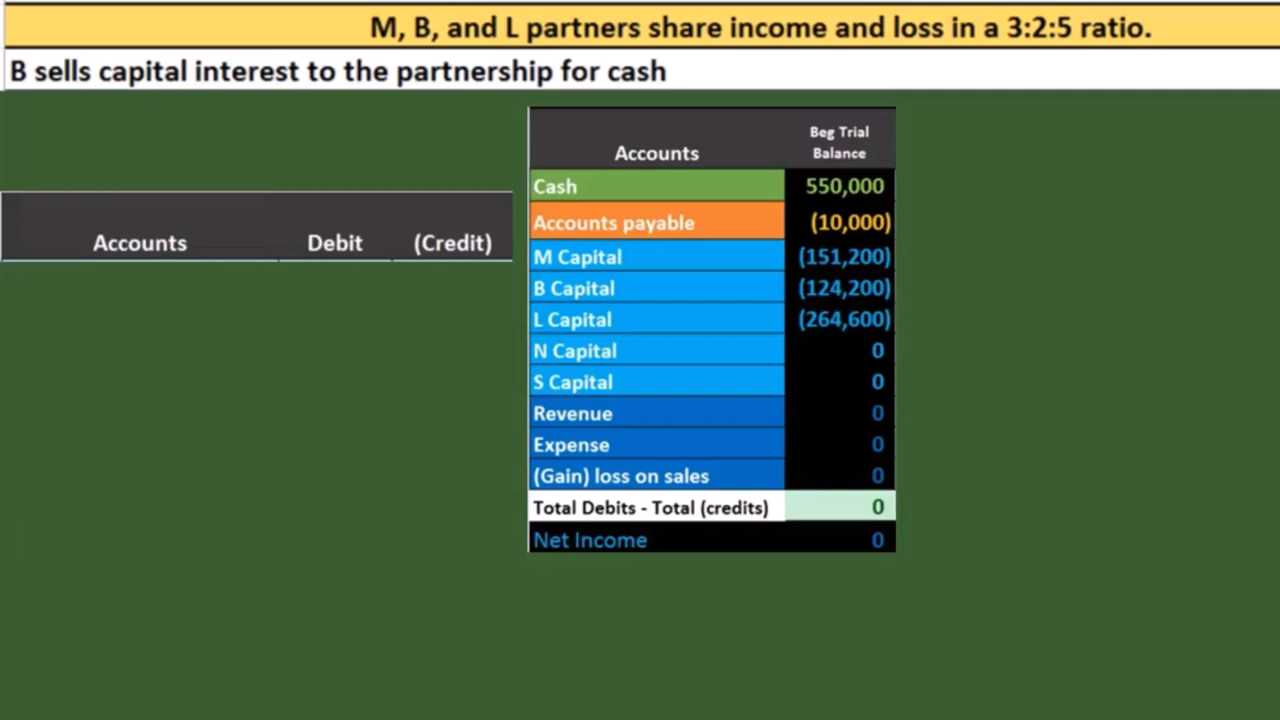 M, B, and L partners share income and loss in a 3:2:5 ratio.
B sells capital interest to the partnership for cash
Accounts Debit (Credit)
Accounts Beg Trial Balance
Cash 550,000
Accounts payable (10,000)
M Capital (151,200)
B Capital (124,200)
L Capital (264,600)
N Capital 0
S Capital 0
Revenue 0
Expense 0
(Gain) loss on sales 0
Total Debits - Total (credits) 0
Net Income 0